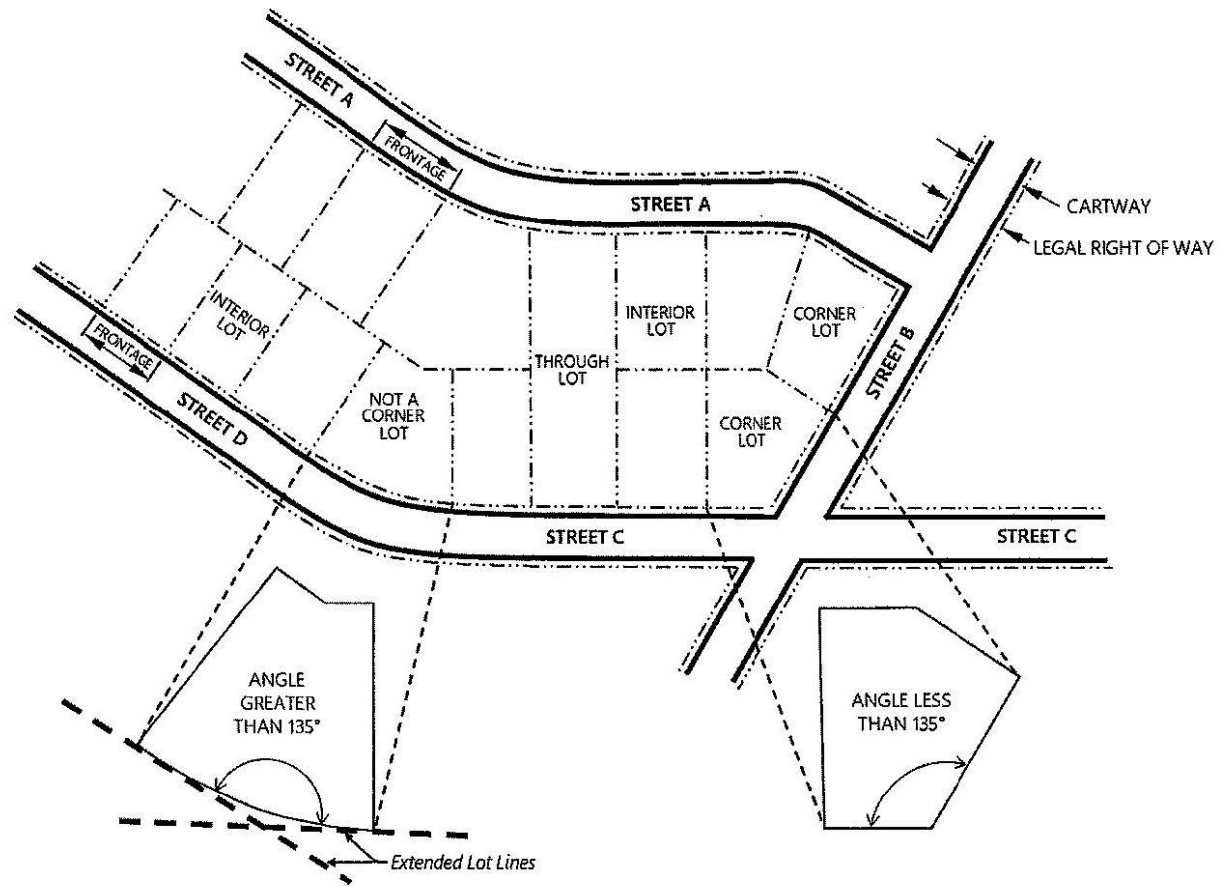 STREET A
FRONTAGE
STREET A
CARTWAY
LEGAL RIGHT OF WAY
INTERIOR
LOT
INTERIOR
LOT
CORNER
LOT
FRONTAGE
THROUGH
LOT
STREET B
STREET D
NOT A
CORNER
LOT
CORNER
LOT
STREET C
STREET C
ANGLE
GREATER
THAN 135°
ANGLE LESS
THAN 135°
Extended Lot Lines